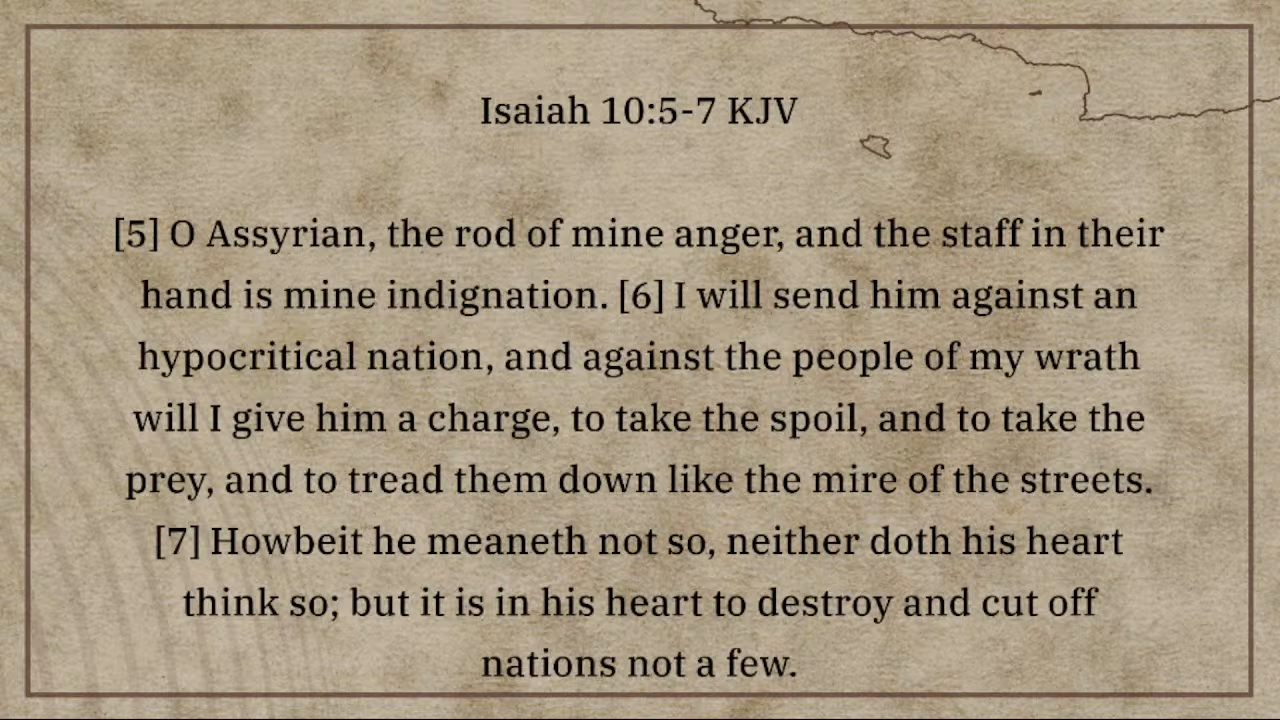 Isaiah 10:5-7 KJV
[5] O Assyrian, the rod of mine anger, and the staff in their
hand is mine indignation. [6] I will send him against an
hypocritical nation, and against the people of my wrath
will I give him a charge, to take the spoil, and to take the
prey, and to tread them down like the mire of the streets.
[7] Howbeit he meaneth not so, neither doth his heart
think so; but it is in his heart to destroy and cut off
nations not a few.